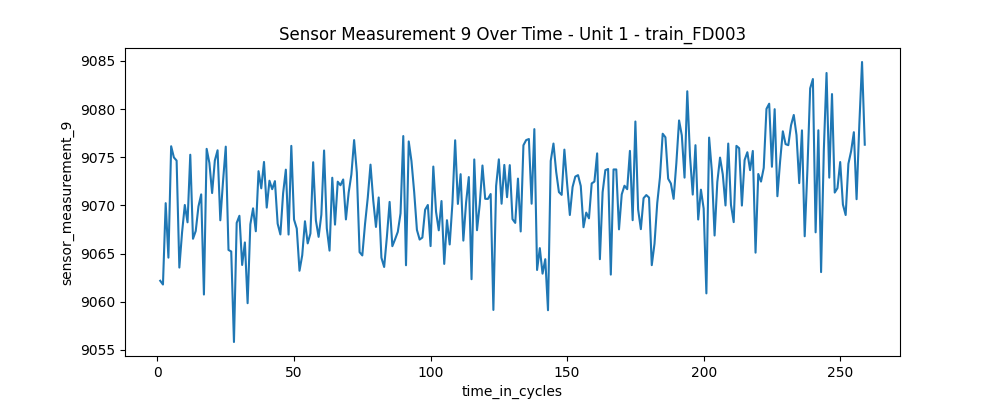 Sensor Measurement 9 Over Time - Unit 1 - train_FD003
9085
9080
9075
9070
9065
9060
9055
sensor_measurement_9
0 50 100 150 200 250
time_in_cycles